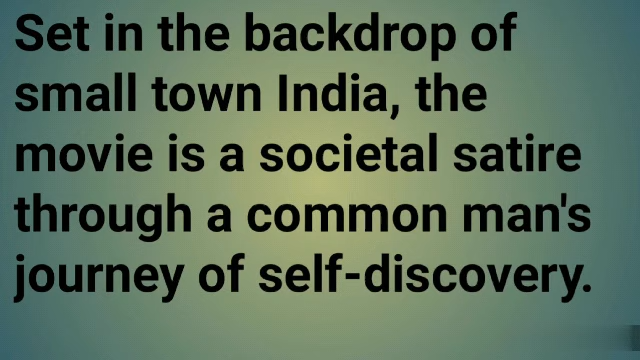 Set in the backdrop of
small town India, the
movie is a societal satire
through a common man's
journey of self-discovery.